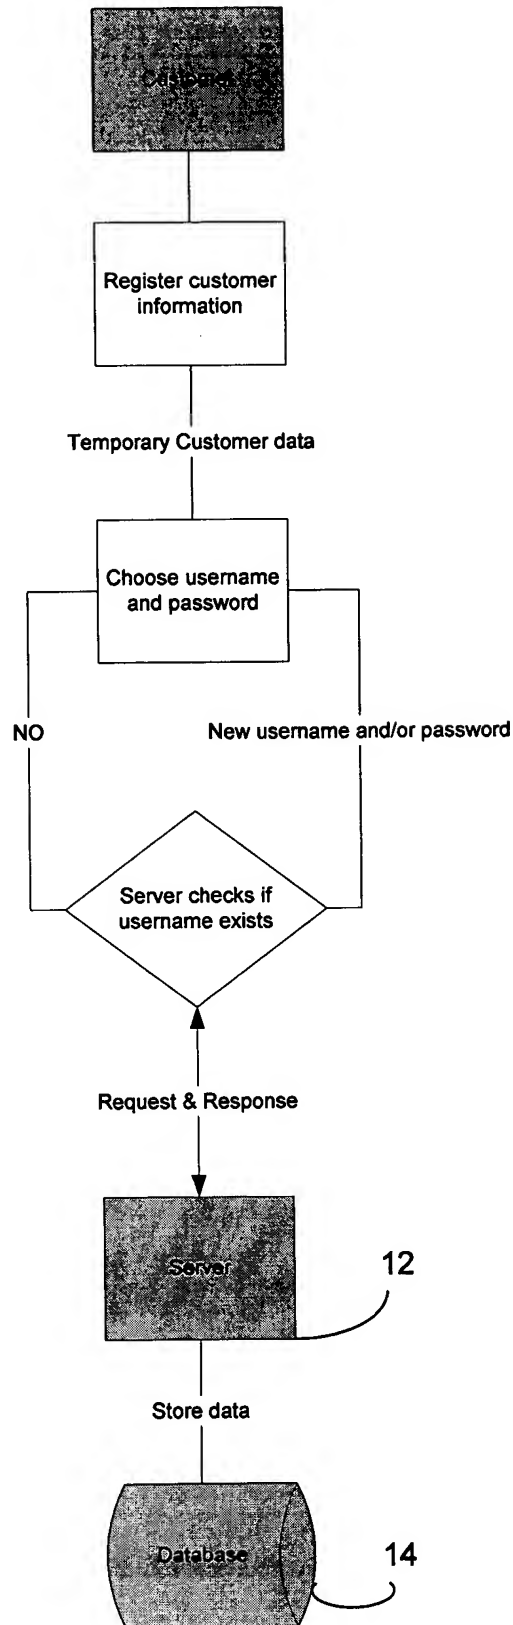 Customer
Register customer
information
Temporary Customer data
Choose username
and password
NO
New username and/or password
Server checks if
username exists
Request & Response
Server
12
Store data
Database
14